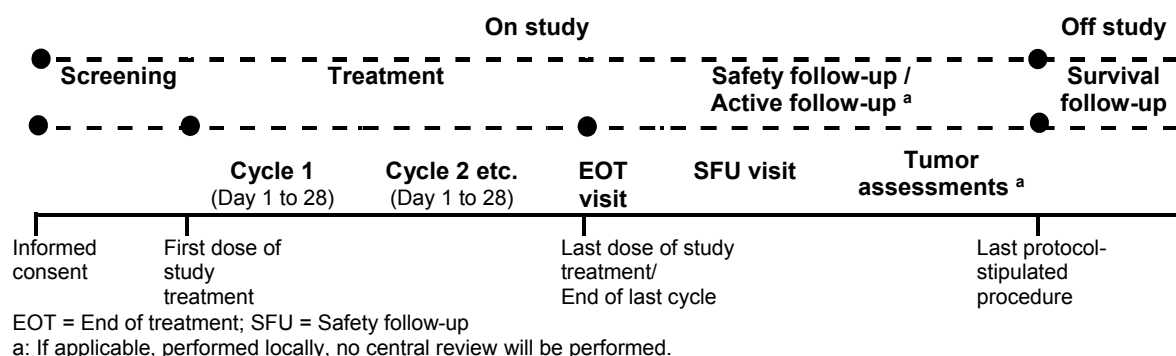 On study
Off study
Screening
Treatment
Safety follow-up /
Active follow-up a
Survival
follow-up
Cycle 1
(Day 1 to 28)
Cycle 2 etc.
(Day 1 to 28)
EOT
visit
SFU visit
Tumor
assessments a
Informed
consent
First dose of
study
treatment
Last dose of study
treatment/
End of last cycle
Last protocol-
stipulated
procedure
EOT = End of treatment; SFU = Safety follow-up
a: If applicable, performed locally, no central review will be performed.